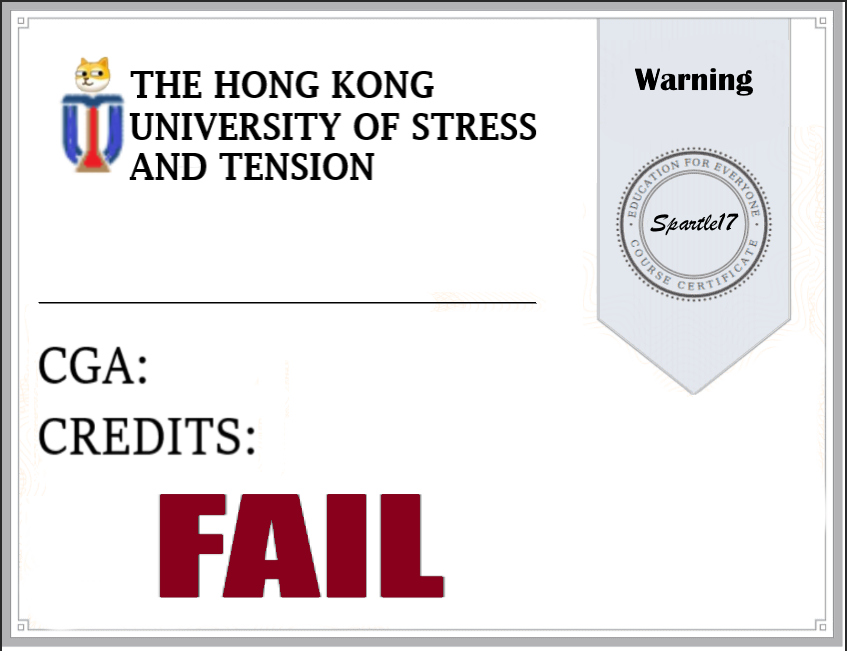 THE HONG KONG
UNIVERSITY OF STRESS
AND TENSION
Warning
EDUCATION FOR EVERYONE
Spartle17
COURSE CERTIFICATE
CGA:
CREDITS:
FAIL